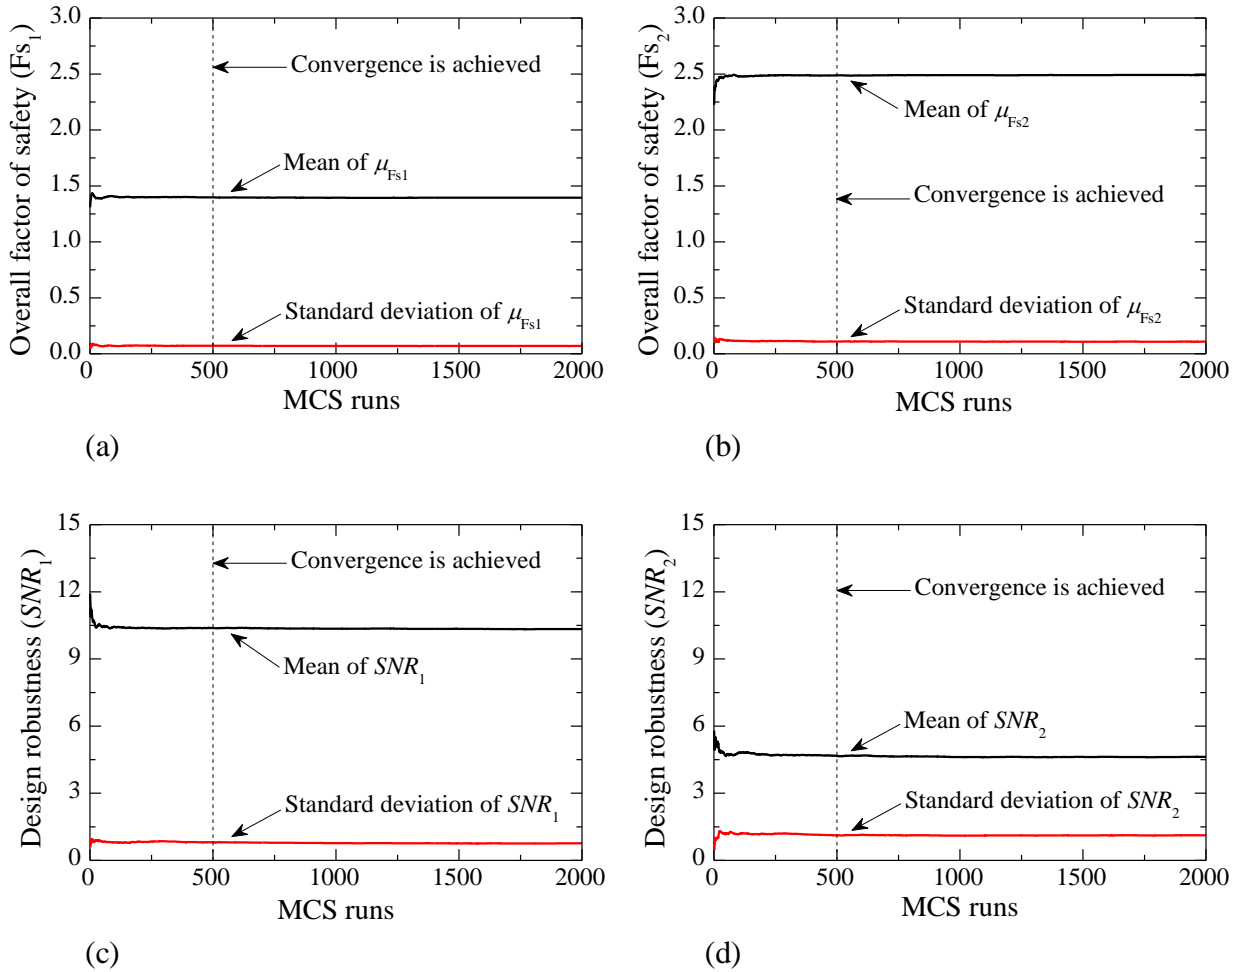 Overall factor of safety (Fs1)
3.0
2.5
2.0
1.5
1.0
0.5
0.0
Convergence is achieved
Mean of μFs1
Standard deviation of μFs1
0
500
1000
1500
2000
MCS runs
(a)
Overall factor of safety (Fs2)
3.0
2.5
2.0
1.5
1.0
0.5
0.0
Mean of μFs2
Convergence is achieved
Standard deviation of μFs2
0
500
1000
1500
2000
MCS runs
(b)
Design robustness (SNR1)
15
12
9
6
3
0
Convergence is achieved
Mean of SNR1
Standard deviation of SNR1
0
500
1000
1500
2000
MCS runs
(c)
Design robustness (SNR2)
15
12
9
6
3
0
Convergence is achieved
Mean of SNR2
Standard deviation of SNR2
0
500
1000
1500
2000
MCS runs
(d)